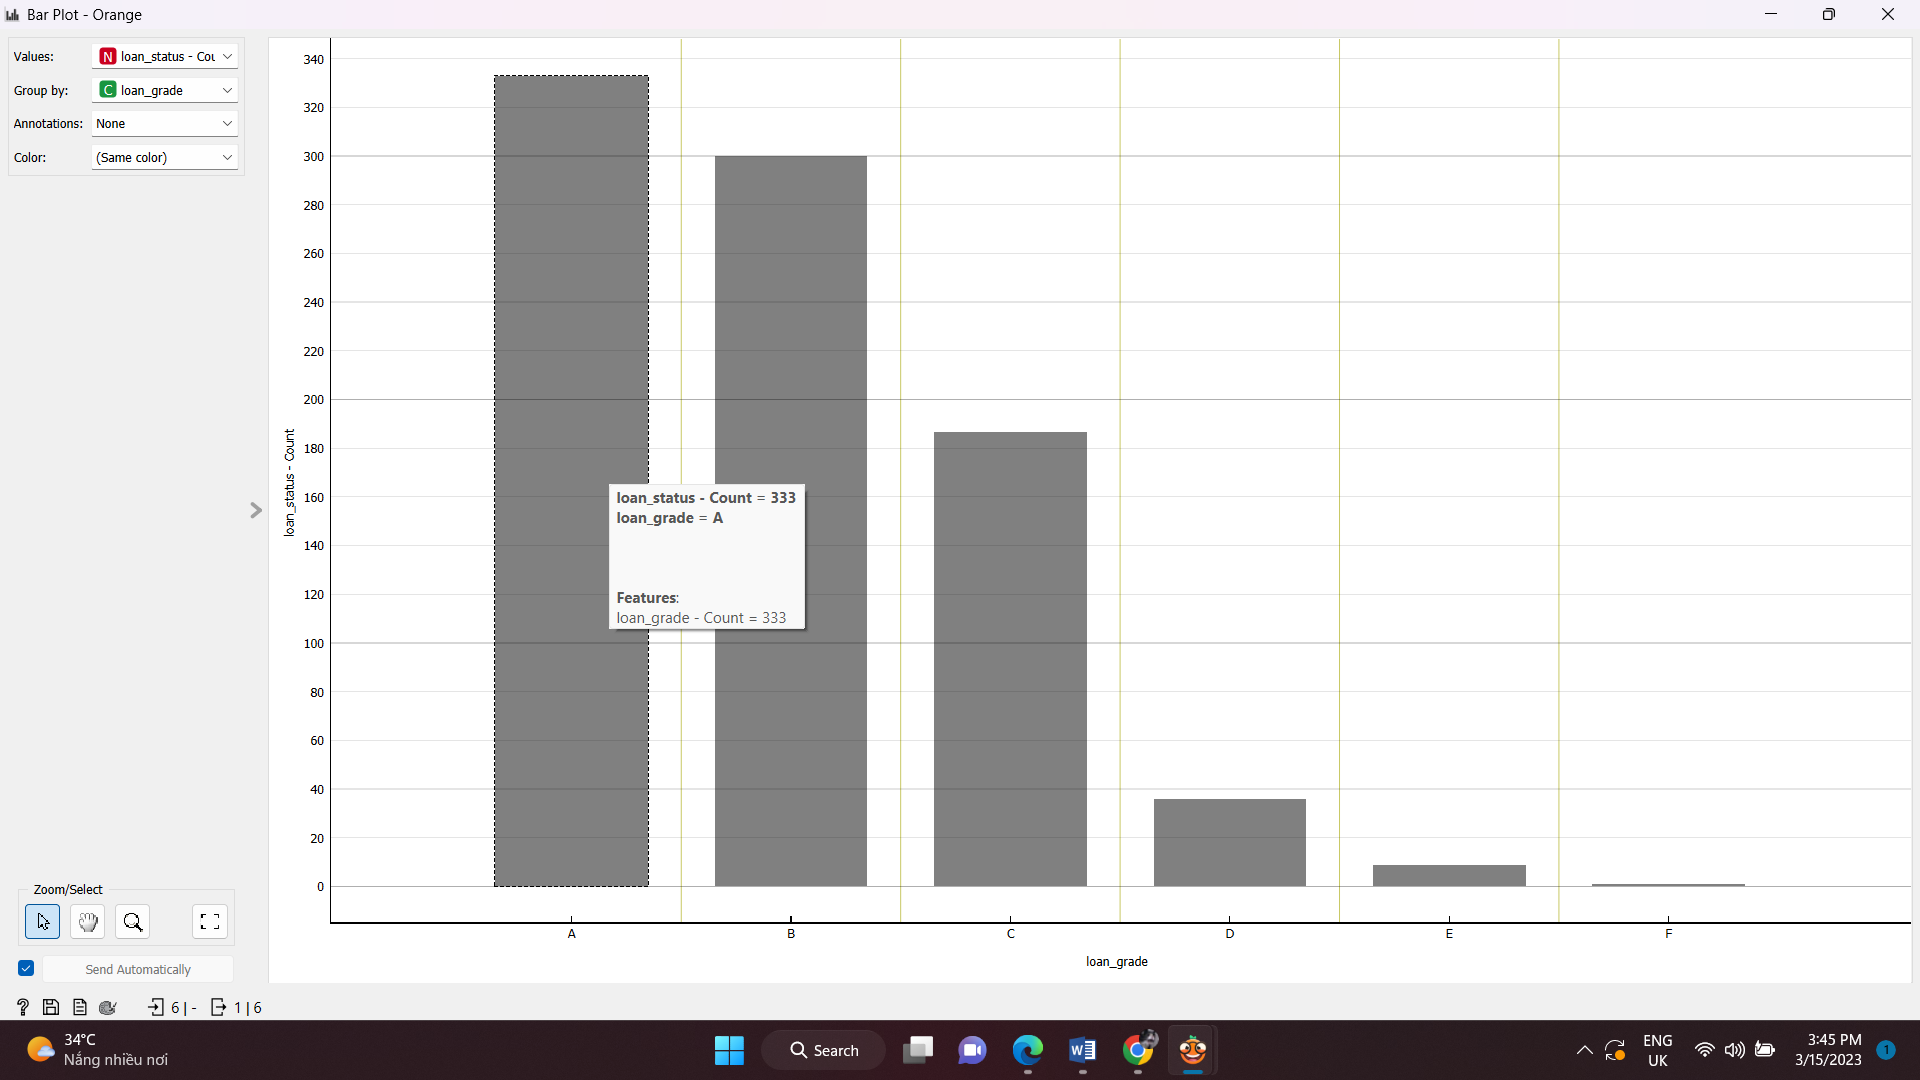 Bar Plot - Orange
Values:
N loan_status - Cou
Group by:
C loan_grade
Annotations:
None
Color:
(Same color)
340
320
300
280
260
240
220
200
180
160
140
120
100
80
60
40
20
0
loan_status - Count
loan_status - Count = 333
loan_grade = A
Features:
loan_grade - Count = 333
A B C D E F
loan_grade
Zoom/Select
Send Automatically
? 6 | - 1 | 6
34°C
Nắng nhiều nơi
Search
ENG
UK
3:45 PM
3/15/2023
1